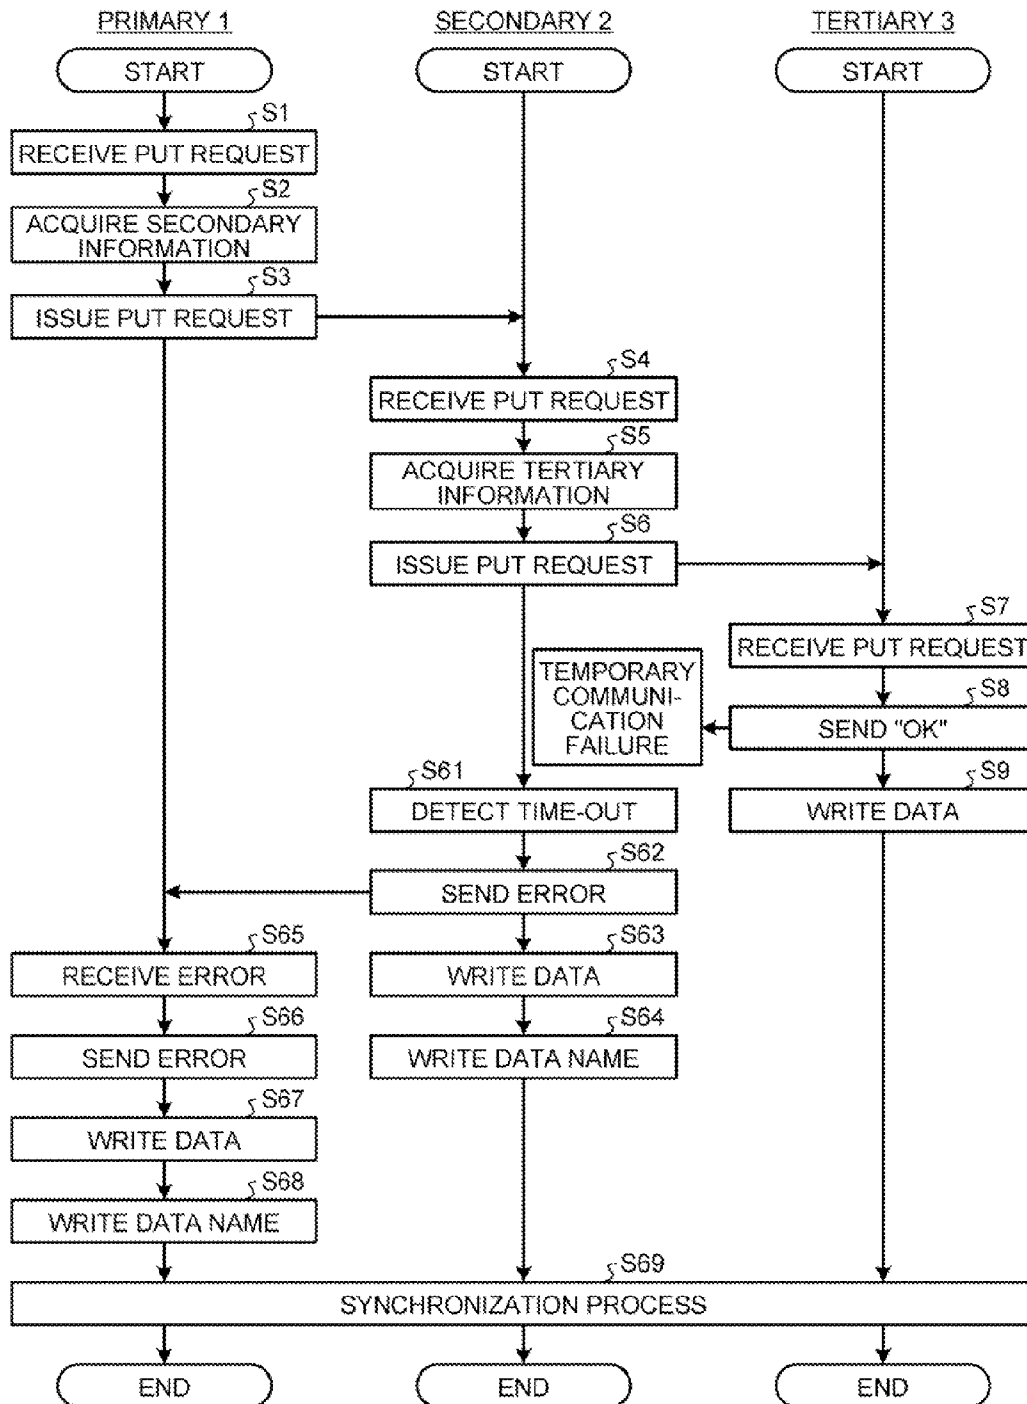 PRIMARY 1
SECONDARY 2
TERTIARY 3
START
START
START
S1
RECEIVE PUT REQUEST
S2
ACQUIRE SECONDARY
INFORMATION
S3
ISSUE PUT REQUEST
S4
RECEIVE PUT REQUEST
S5
ACQUIRE TERTIARY
INFORMATION
S6
ISSUE PUT REQUEST
S7
RECEIVE PUT REQUEST
TEMPORARY
COMMUNI-
CATION
FAILURE
S8
SEND "OK"
S9
WRITE DATA
S61
DETECT TIME-OUT
S62
SEND ERROR
S63
WRITE DATA
S64
WRITE DATA NAME
S65
RECEIVE ERROR
S66
SEND ERROR
S67
WRITE DATA
S68
WRITE DATA NAME
S69
SYNCHRONIZATION PROCESS
END
END
END